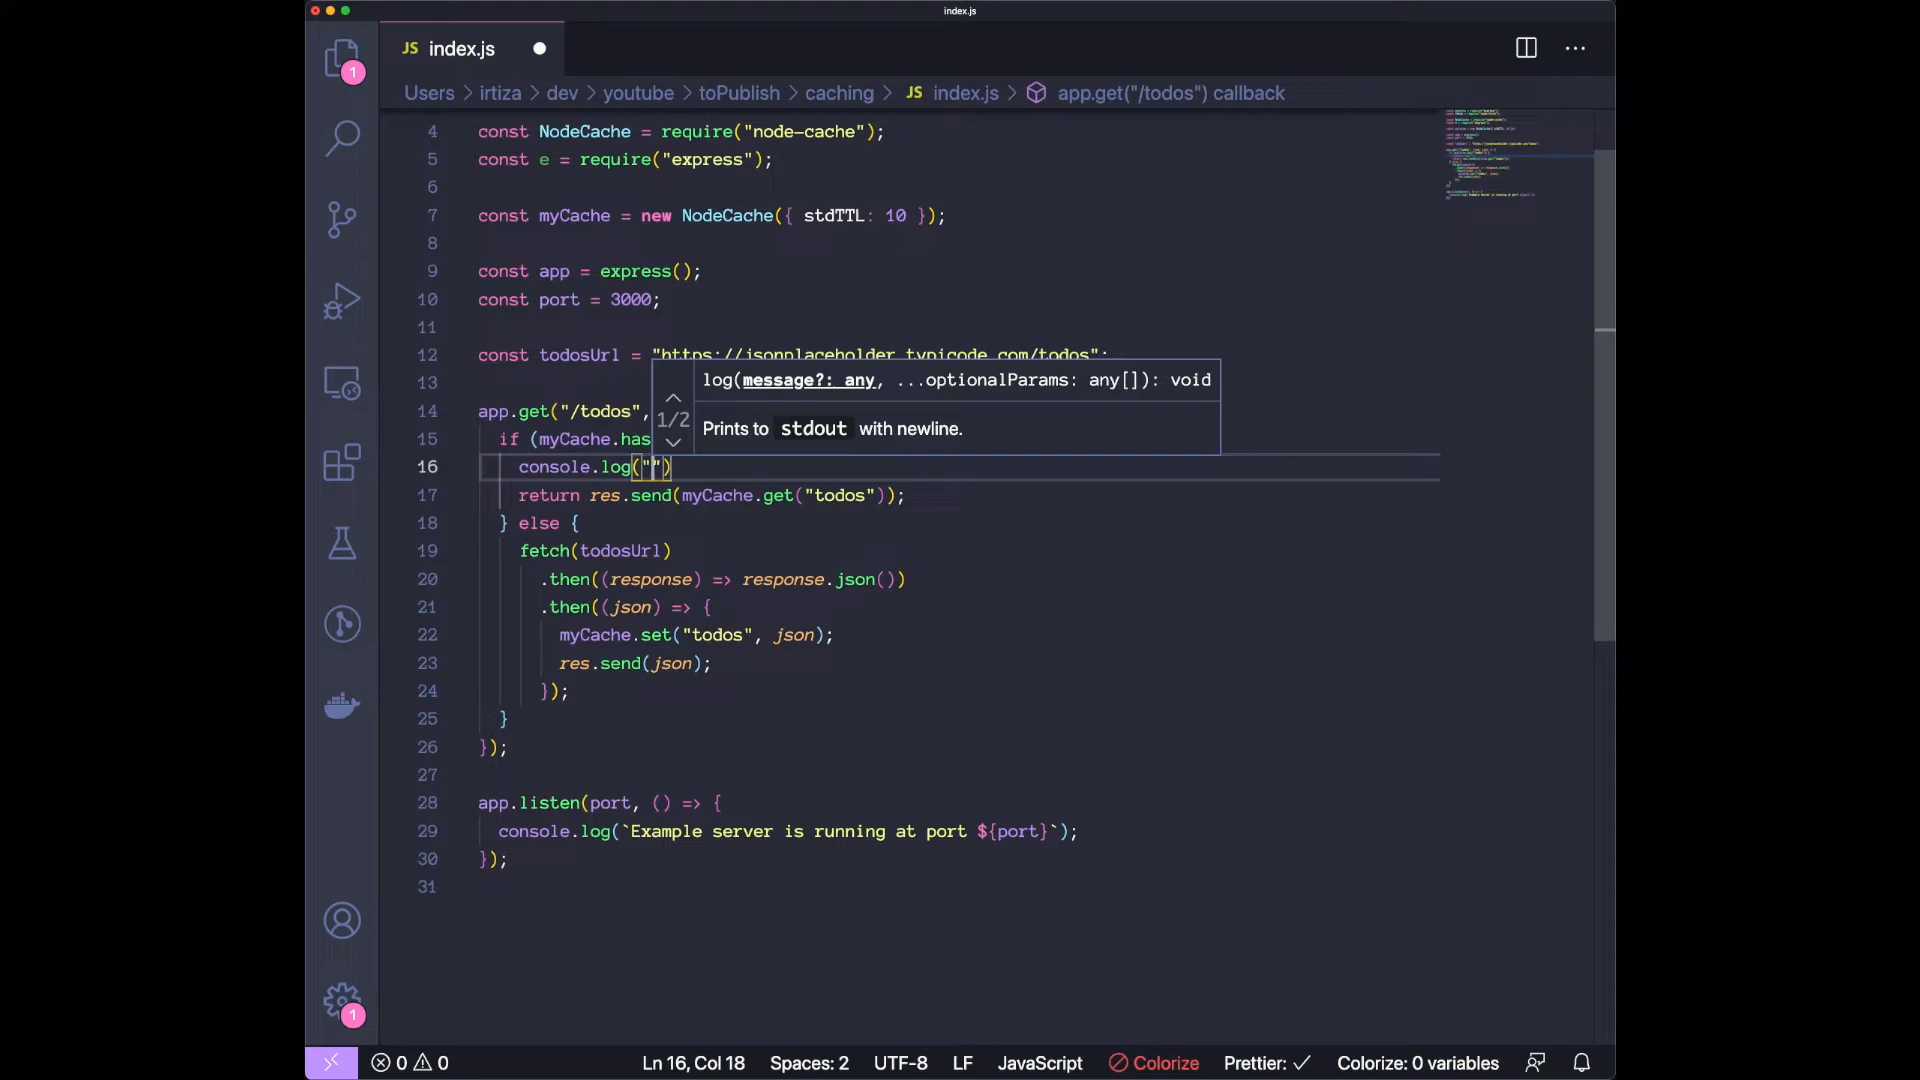 index.js
JS index.js
Users > irtiza > dev > youtube > toPublish > caching > JS index.js > app.get("/todos") callback
4 const NodeCache = require("node-cache");
5 const e = require("express");
6
7 const myCache = new NodeCache({ stdTTL: 10 });
8
9 const app = express();
10 const port = 3000;
11
12 const todosUrl = "https://jsonplaceholder.typicode.com/todos";
13
log(message?: any, ...optionalParams: any[]): void
1/2
Prints to stdout with newline.
14 app.get("/todos",
15 if (myCache.has
16 console.log("")
17 return res.send(myCache.get("todos"));
18 } else {
19 fetch(todosUrl)
20 .then((response) => response.json())
21 .then((json) => {
22 myCache.set("todos", json);
23 res.send(json);
24 });
25 }
26 });
27
28 app.listen(port, () => {
29 console.log(`Example server is running at port ${port}`);
30 });
31
1
1
0 0 Ln 16, Col 18 Spaces: 2 UTF-8 LF JavaScript Colorize Prettier: ✓ Colorize: 0 variables